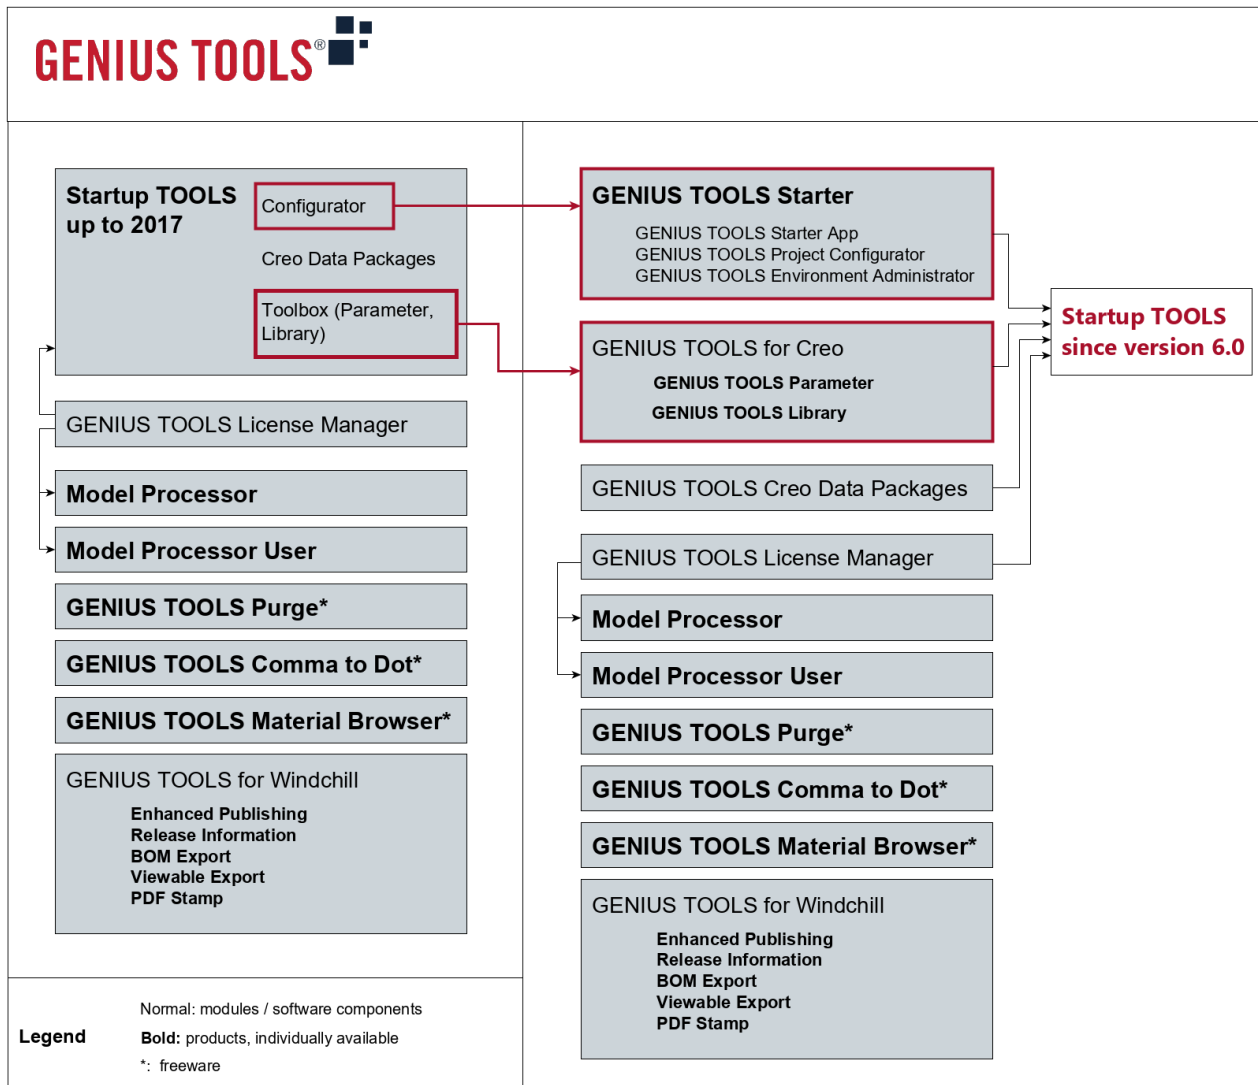 GENIUS TOOLS®
Startup TOOLS
up to 2017
Configurator
Creo Data Packages
Toolbox (Parameter,
Library)
GENIUS TOOLS License Manager
Model Processor
Model Processor User
GENIUS TOOLS Purge*
GENIUS TOOLS Comma to Dot*
GENIUS TOOLS Material Browser*
GENIUS TOOLS for Windchill
Enhanced Publishing
Release Information
BOM Export
Viewable Export
PDF Stamp
Legend
Normal: modules / software components
Bold: products, individually available
*: freeware
GENIUS TOOLS Starter
GENIUS TOOLS Starter App
GENIUS TOOLS Project Configurator
GENIUS TOOLS Environment Administrator
GENIUS TOOLS for Creo
GENIUS TOOLS Parameter
GENIUS TOOLS Library
GENIUS TOOLS Creo Data Packages
GENIUS TOOLS License Manager
Model Processor
Model Processor User
GENIUS TOOLS Purge*
GENIUS TOOLS Comma to Dot*
GENIUS TOOLS Material Browser*
GENIUS TOOLS for Windchill
Enhanced Publishing
Release Information
BOM Export
Viewable Export
PDF Stamp
Startup TOOLS
since version 6.0